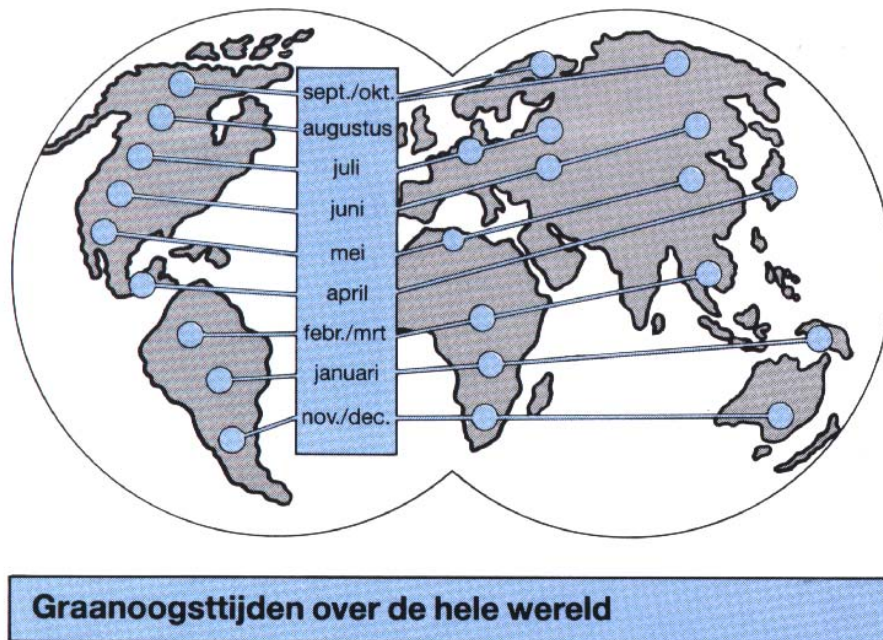 sept./okt.
augustus
juli
juni
mei
april
febr./mrt
januari
nov./dec.
Graanoogsttijden over de hele wereld